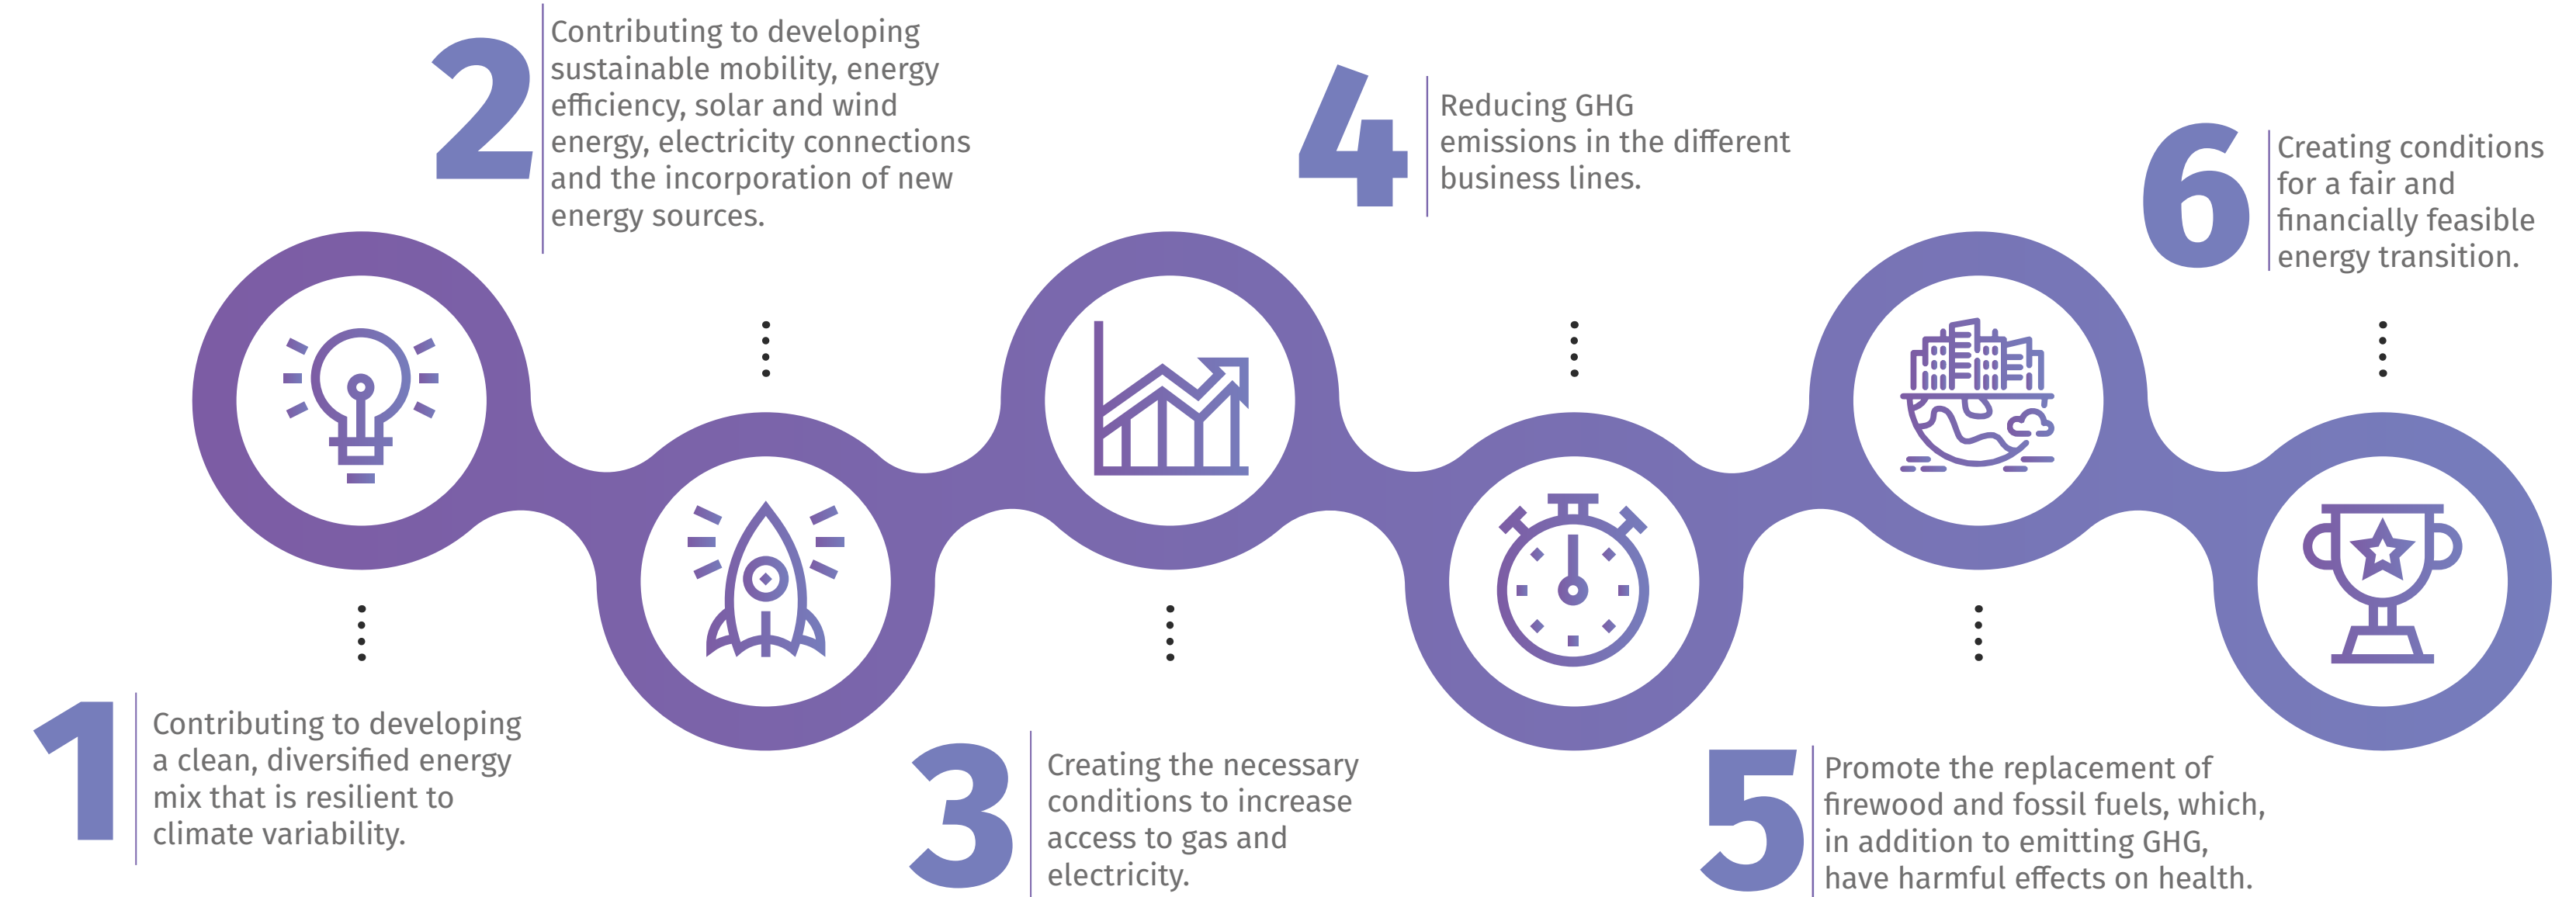 1
Contributing to developing
a clean, diversified energy
mix that is resilient to
climate variability.
2
Contributing to developing
sustainable mobility, energy
efficiency, solar and wind
energy, electricity connections
and the incorporation of new
energy sources.
3
Creating the necessary
conditions to increase
access to gas and
electricity.
4
Reducing GHG
emissions in the different
business lines.
5
Promote the replacement of
firewood and fossil fuels, which,
in addition to emitting GHG,
have harmful effects on health.
6
Creating conditions
for a fair and
financially feasible
energy transition.